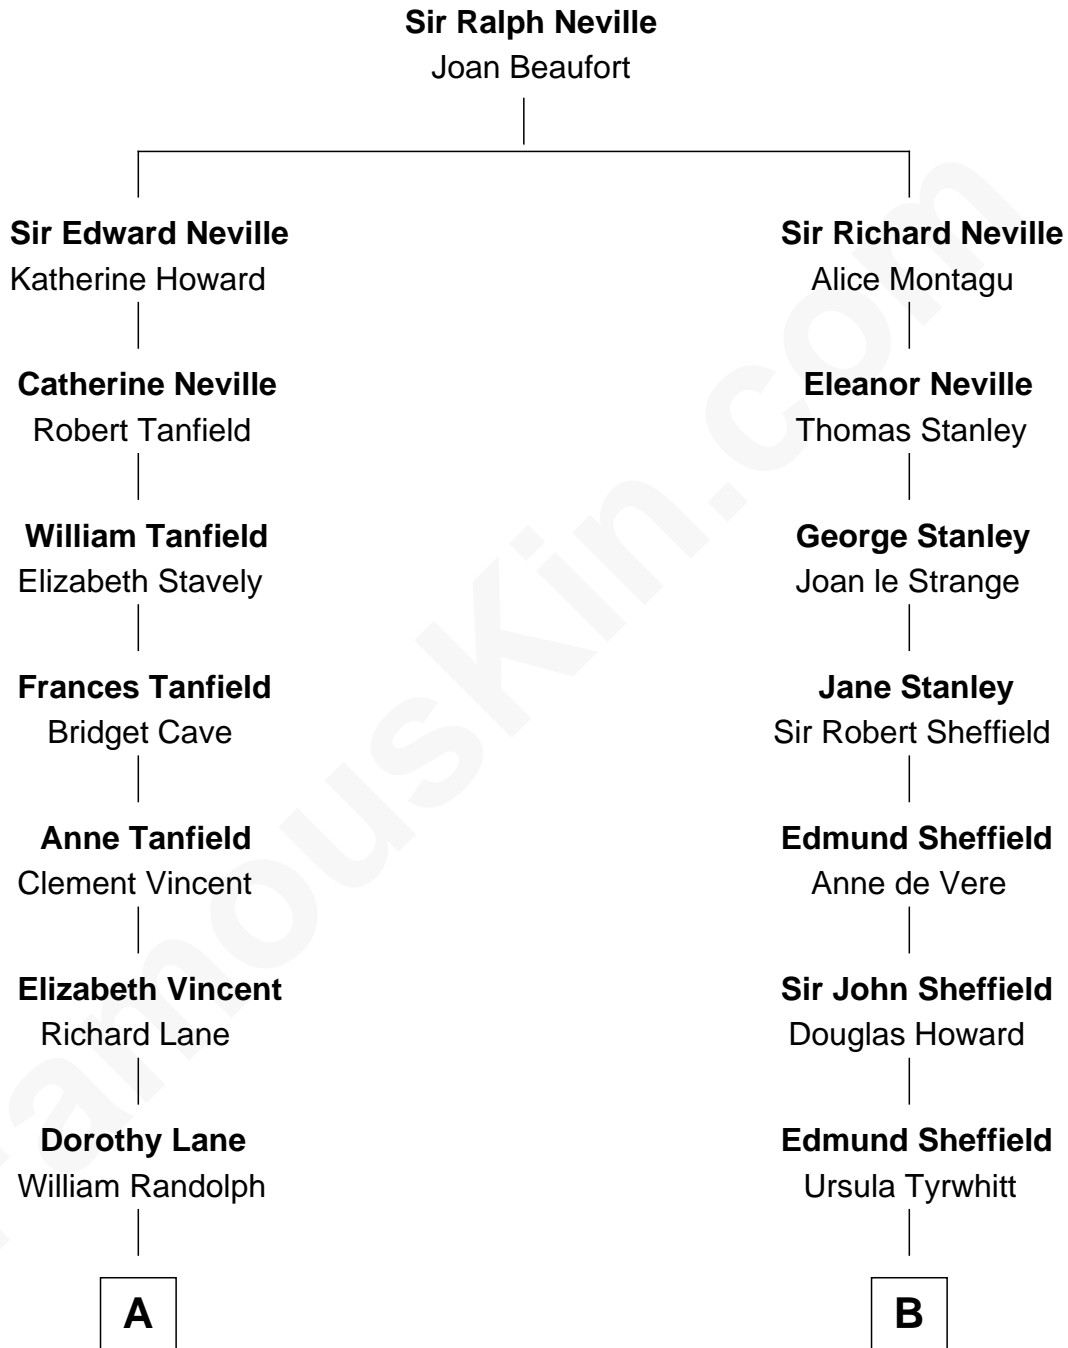 Sir Ralph Neville
Joan Beaufort
Sir Edward Neville
Katherine Howard
Sir Richard Neville
Alice Montagu
Catherine Neville
Robert Tanfield
Eleanor Neville
Thomas Stanley
William Tanfield
Elizabeth Stavely
George Stanley
Joan le Strange
Frances Tanfield
Bridget Cave
Jane Stanley
Sir Robert Sheffield
Anne Tanfield
Clement Vincent
Edmund Sheffield
Anne de Vere
Elizabeth Vincent
Richard Lane
Sir John Sheffield
Douglas Howard
Dorothy Lane
William Randolph
Edmund Sheffield
Ursula Tyrwhitt
A
B
FamousKin.com